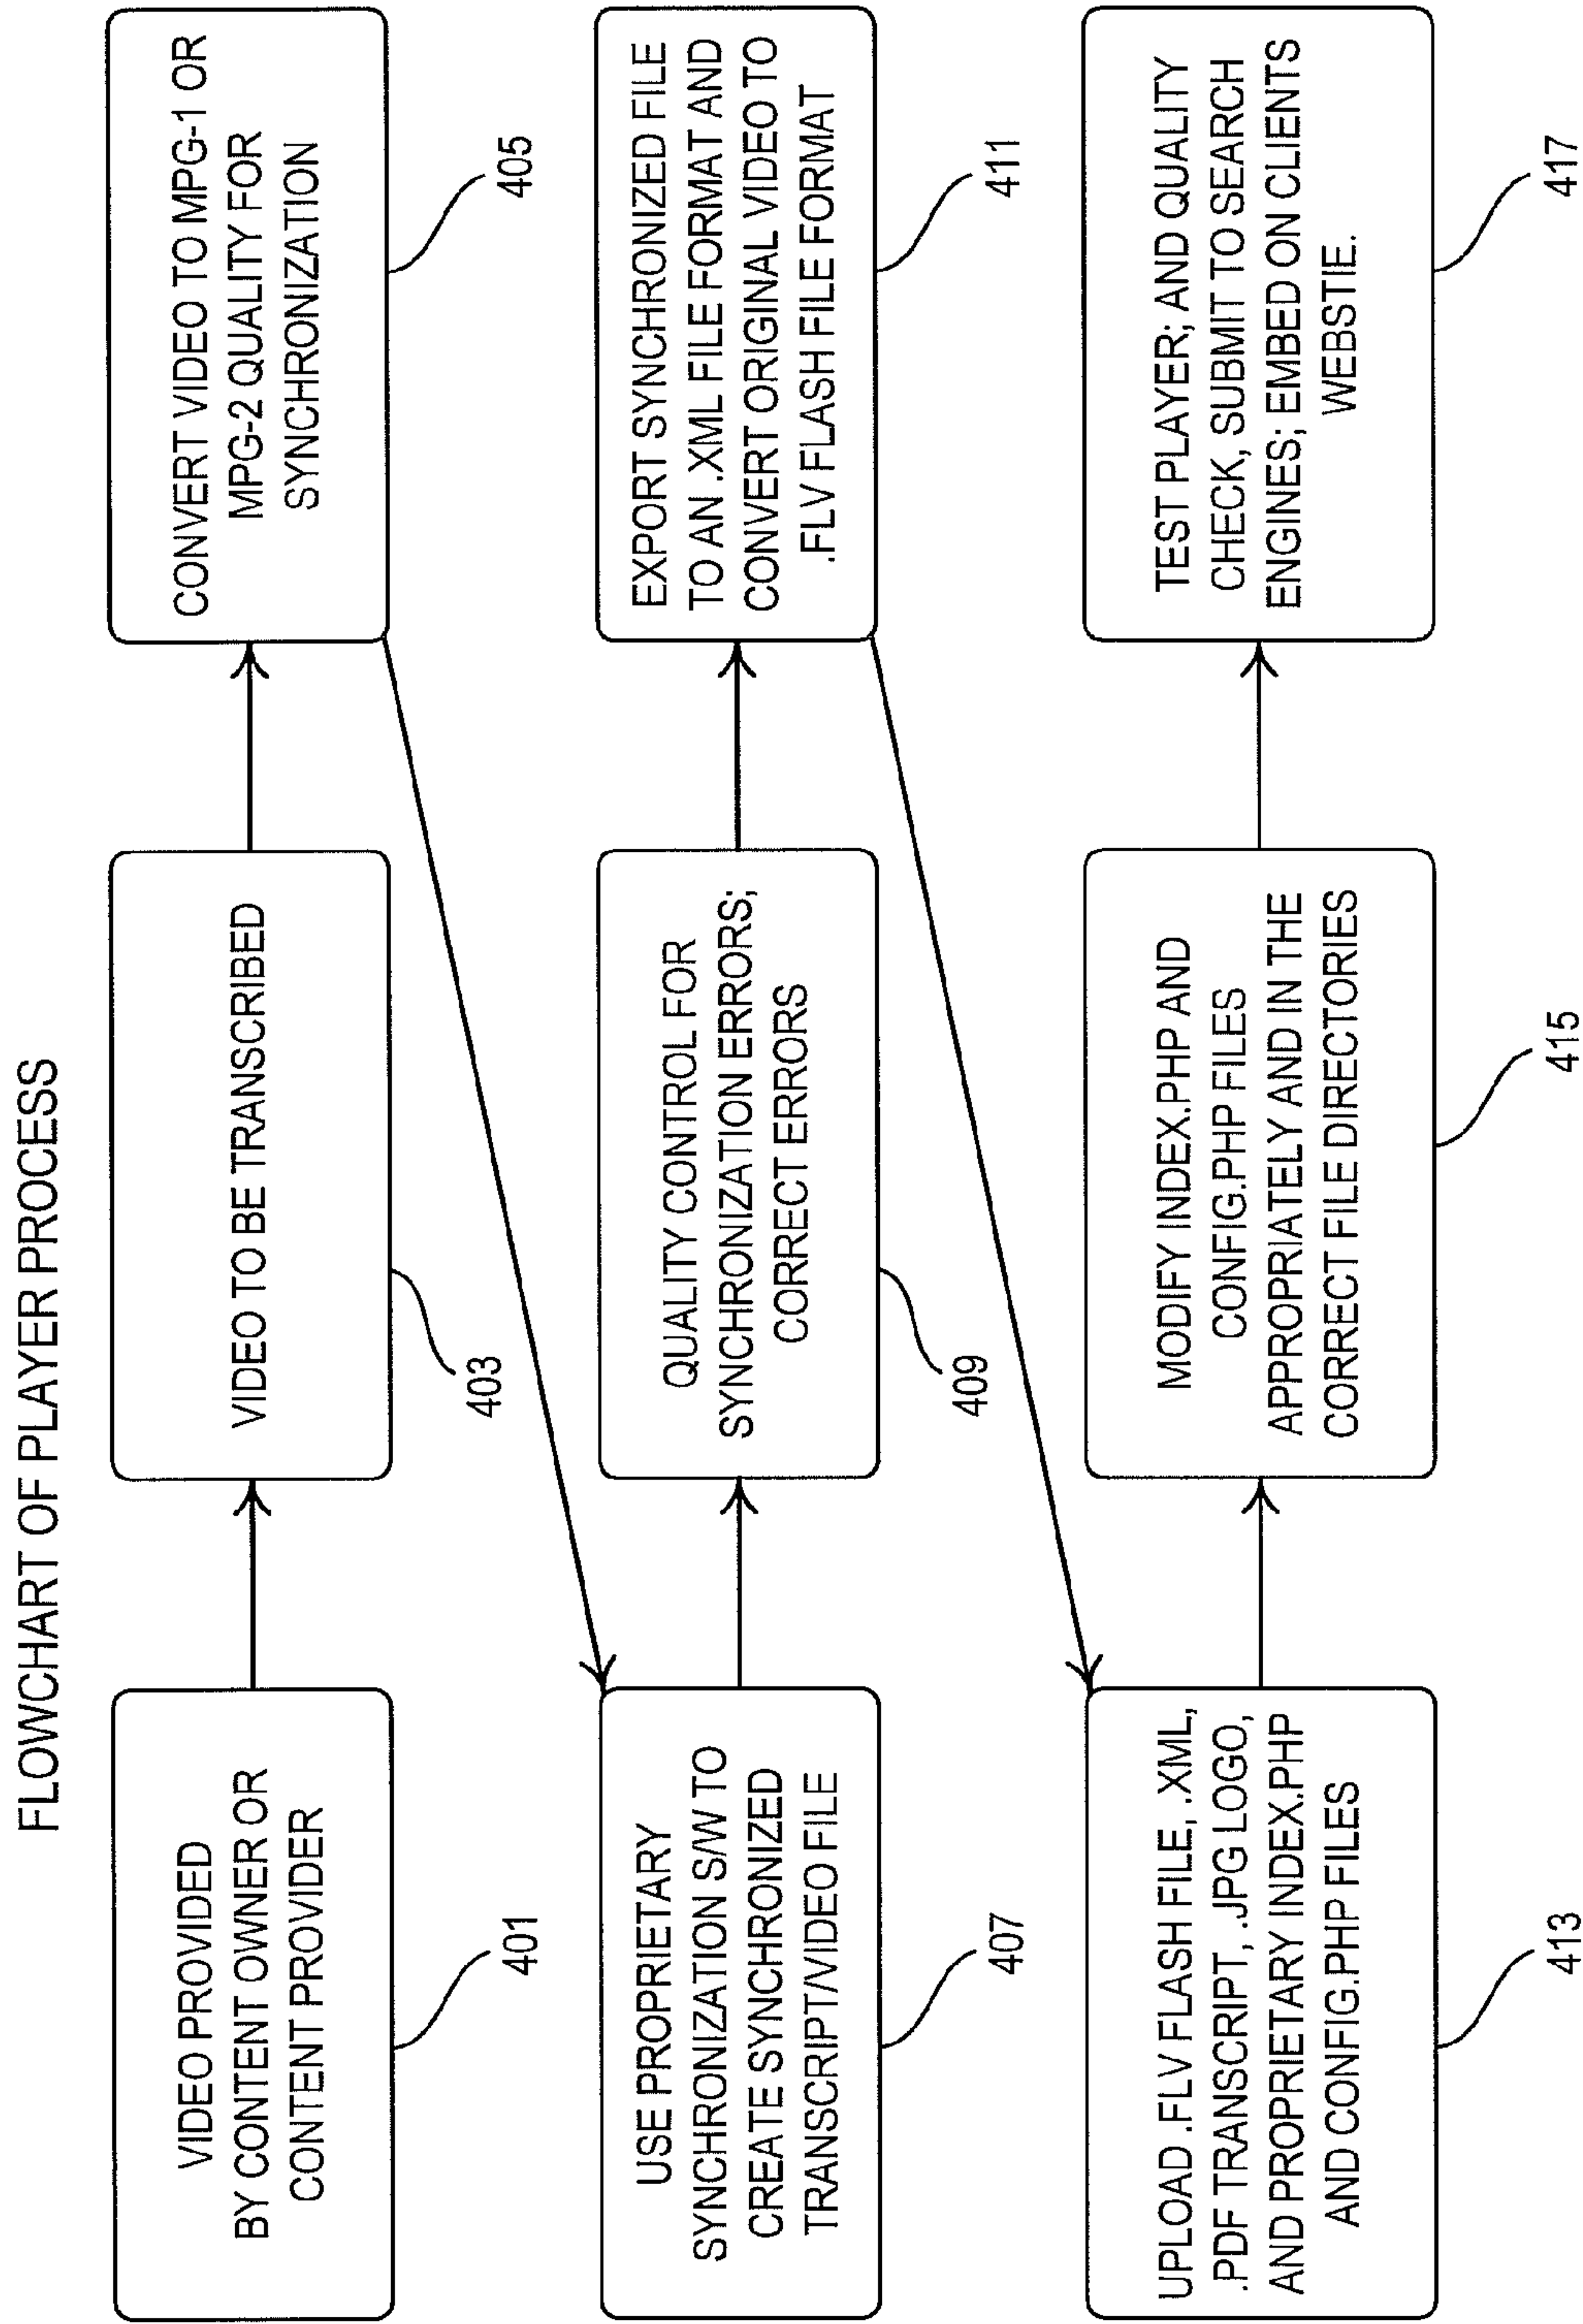 FLOWCHART OF PLAYER PROCESS
VIDEO PROVIDED
BY CONTENT OWNER OR
CONTENT PROVIDER
401
VIDEO TO BE TRANSCRIBED
403
CONVERT VIDEO TO MPG-1 OR
MPG-2 QUALITY FOR
SYNCHRONIZATION
405
USE PROPRIETARY
SYNCHRONIZATION S/W TO
CREATE SYNCHRONIZED
TRANSCRIPT/VIDEO FILE
407
QUALITY CONTROL FOR
SYNCHRONIZATION ERRORS;
CORRECT ERRORS
409
EXPORT SYNCHRONIZED FILE
TO AN .XML FILE FORMAT AND
CONVERT ORIGINAL VIDEO TO
.FLV FLASH FILE FORMAT
411
UPLOAD .FLV FLASH FILE, .XML,
.PDF TRANSCRIPT, .JPG LOGO,
AND PROPRIETARY INDEX.PHP
AND CONFIG.PHP FILES
413
MODIFY INDEX.PHP AND
CONFIG.PHP FILES
APPROPRIATELY AND IN THE
CORRECT FILE DIRECTORIES
415
TEST PLAYER; AND QUALITY
CHECK, SUBMIT TO SEARCH
ENGINES; EMBED ON CLIENTS
WEBSTIE.
417